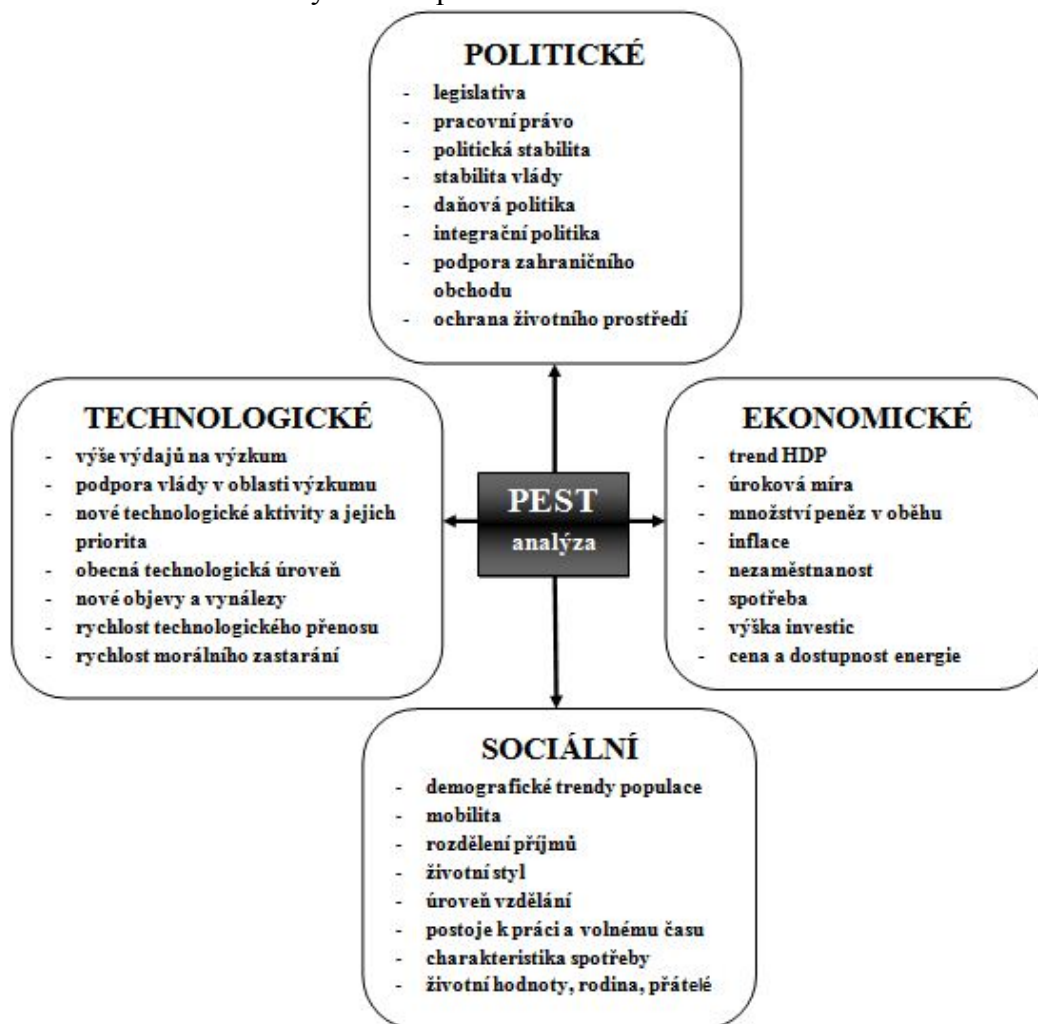 POLITICKÉ
- legislativa
- pracovní právo
- politická stabilita
- stabilita vlády
- daňová politika
- integrační politika
- podpora zahraničního
obchodu
- ochrana životního prostředí
TECHNOLOGICKÉ
- výše výdajů na výzkum
- podpora vlády v oblasti výzkumu
- nové technologické aktivity a jejich
priorita
- obecná technologická úroveň
- nové objevy a vynálezy
- rychlost technologického přenosu
- rychlost morálního zastarání
PEST
analýza
EKONOMICKÉ
- trend HDP
- úroková míra
- množství peněz v oběhu
- inflace
- nezaměstnanost
- spotřeba
- výška investic
- cena a dostupnost energie
SOCIÁLNÍ
- demografické trendy populace
- mobilita
- rozdělení příjmů
- životní styl
- úroveň vzdělání
- postoje k práci a volnému času
- charakteristika spotřeby
- životní hodnoty, rodina, přátelé